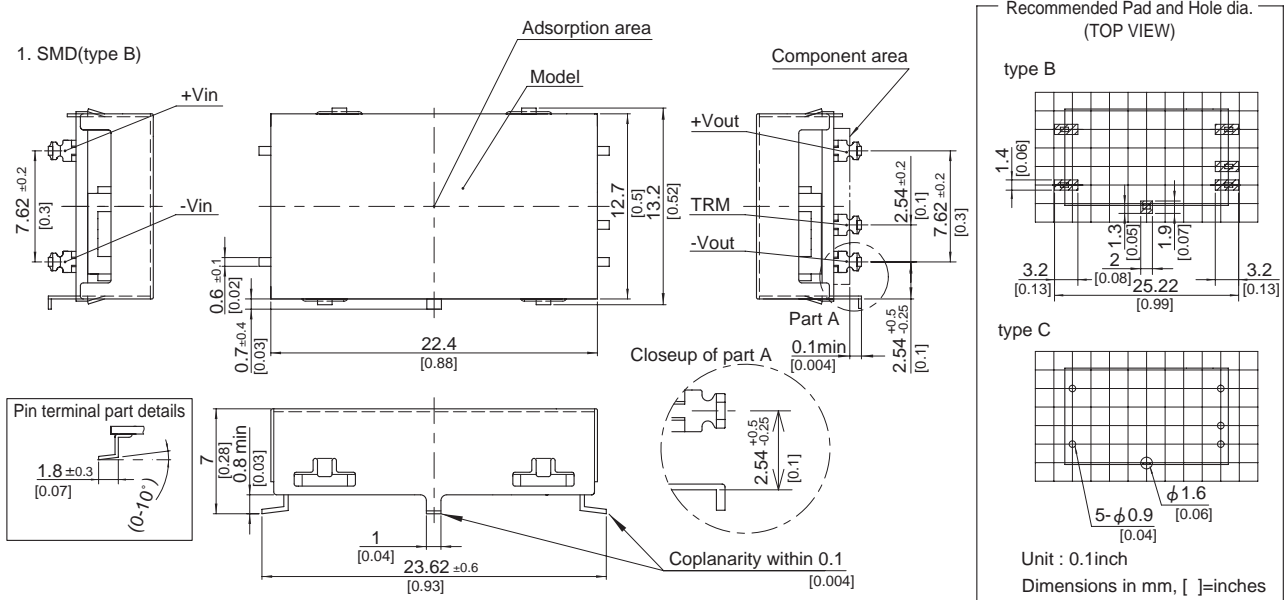 1. SMD(type B)
+Vin
-Vin
7.62 ±0.2
[0.3]
Adsorption area
Model
12.7
[0.5]
13.2
[0.52]
0.6 ±0.1
[0.02]
0.7±0.4
[0.03]
22.4
[0.88]
Component area
+Vout
TRM
-Vout
2.54 ±0.2
[0.1]
7.62 ±0.2
[0.3]
Part A
0.1min
[0.004]
2.54 +0.5 -0.25
[0.1]
Pin terminal part details
1.8 ±0.3
[0.07]
(0-10°)
7
[0.28]
0.8 min
[0.03]
1
[0.04]
23.62 ±0.6
[0.93]
Closeup of part A
2.54 +0.5 -0.25
[0.1]
Coplanarity within 0.1
[0.004]
Recommended Pad and Hole dia.
(TOP VIEW)
type B
1.4
[0.06]
1.3
[0.05]
1.9
[0.07]
2
[0.08]
3.2
[0.13]
3.2
[0.13]
25.22
[0.99]
type C
φ1.6
[0.06]
5-φ0.9
[0.04]
Unit : 0.1inch
Dimensions in mm, [ ]=inches